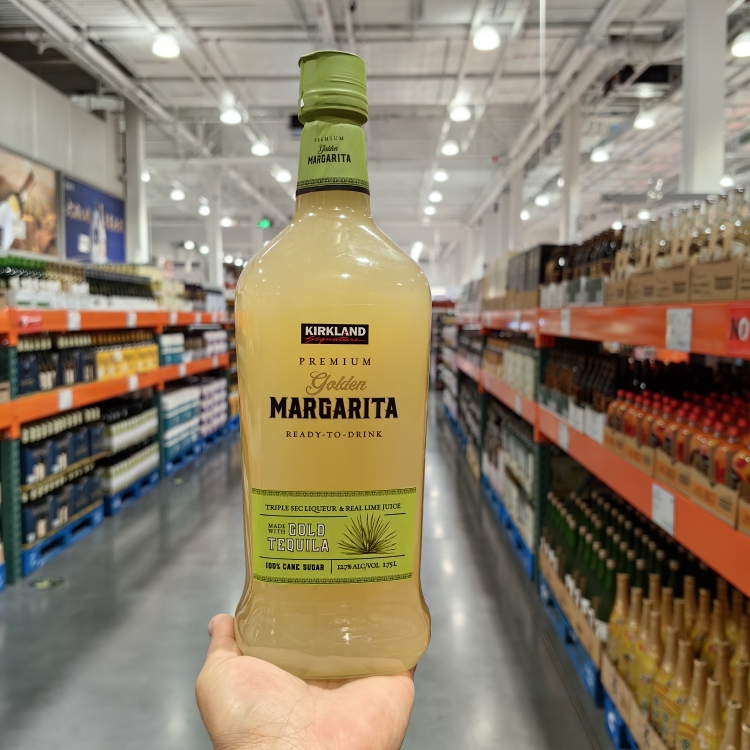 PREMIUM
Golden
MARGARITA
KIRKLAND
Signature
PREMIUM
Golden
MARGARITA
READY-TO-DRINK
TRIPLE SEC LIQUEUR & REAL LIME JUICE
MADE WITH GOLD
TEQUILA
100% CANE SUGAR 12.7% ALC/VOL 1.75 L